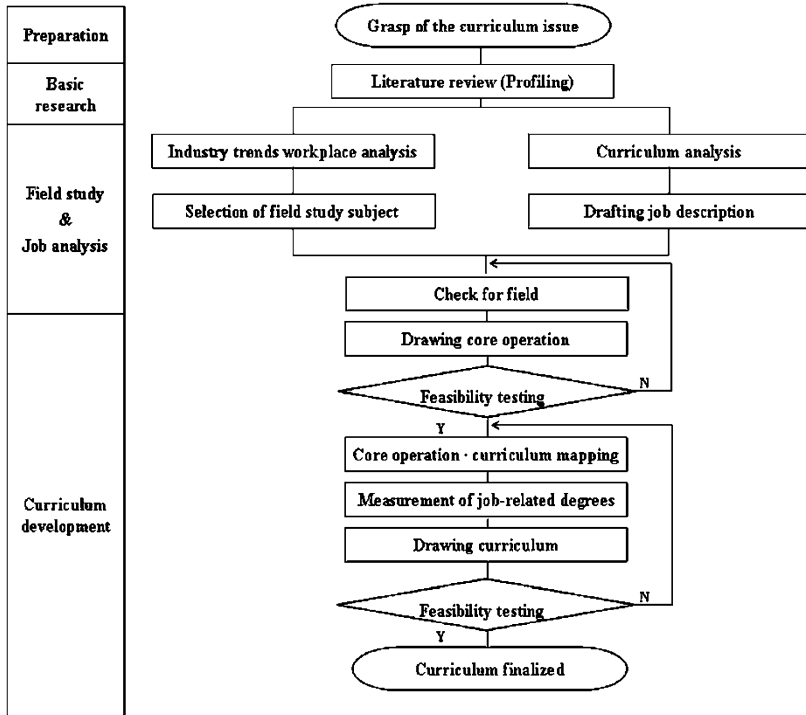 Preparation
Basic
research
Field study
&
Job analysis
Curriculum
development
Grasp of the curriculum issue
Literature review (Profiling)
Industry trends workplace analysis
Curriculum analysis
Selection of field study subject
Drafting job description
Check for field
Drawing core operation
Feasibility testing
N
Y
Core operation · curriculum mapping
Measurement of job-related degrees
Drawing curriculum
Feasibility testing
N
Y
Curriculum finalized